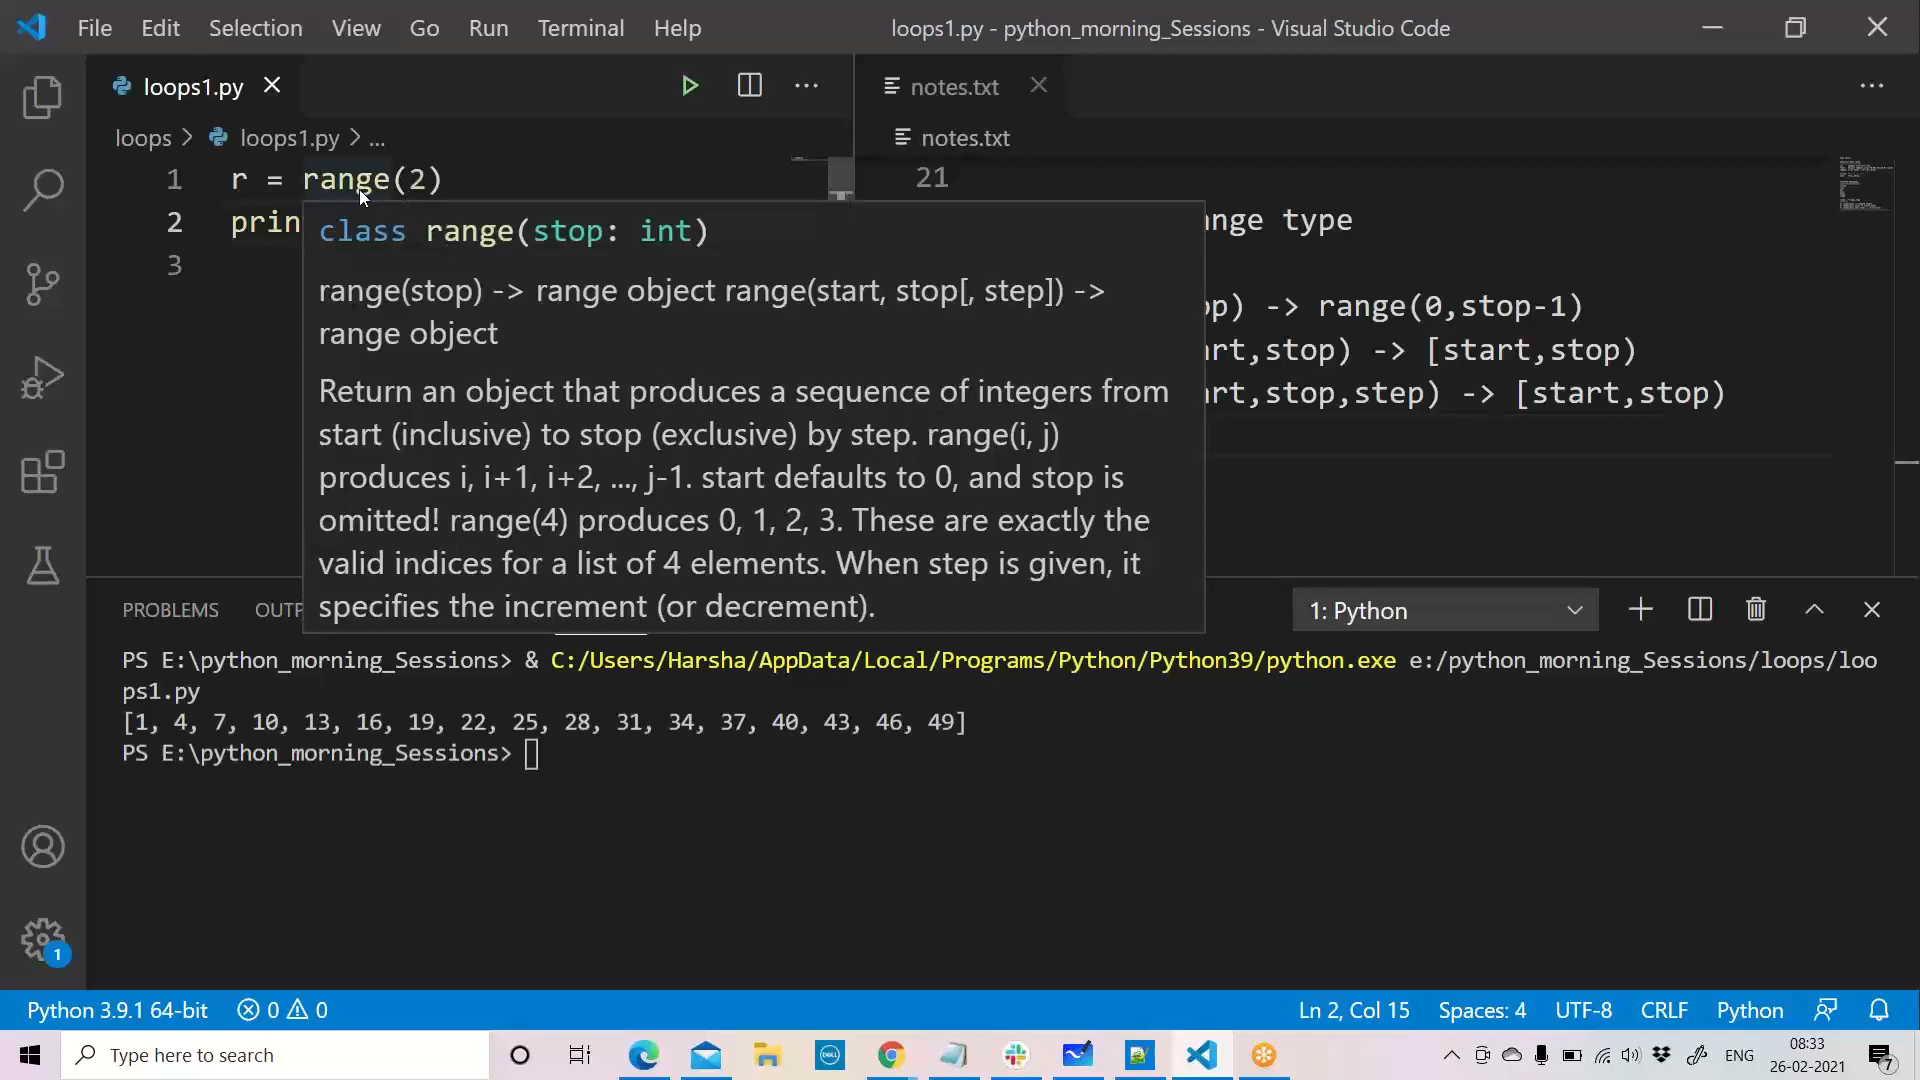 File Edit Selection View Go Run Terminal Help
loops1.py - python_morning_Sessions - Visual Studio Code
loops1.py
notes.txt
loops > loops1.py > ...
notes.txt
1 r = range(2)
2 prin
3
class range(stop: int)
range(stop) -> range object range(start, stop[, step]) ->
range object
Return an object that produces a sequence of integers from
start (inclusive) to stop (exclusive) by step. range(i, j)
produces i, i+1, i+2, ..., j-1. start defaults to 0, and stop is
omitted! range(4) produces 0, 1, 2, 3. These are exactly the
valid indices for a list of 4 elements. When step is given, it
specifies the increment (or decrement).
21
nge type
p) -> range(0,stop-1)
rt,stop) -> [start,stop)
rt,stop,step) -> [start,stop)
PROBLEMS OUTP
1: Python
PS E:\python_morning_Sessions> & C:/Users/Harsha/AppData/Local/Programs/Python/Python39/python.exe e:/python_morning_Sessions/loops/loo
ps1.py
[1, 4, 7, 10, 13, 16, 19, 22, 25, 28, 31, 34, 37, 40, 43, 46, 49]
PS E:\python_morning_Sessions>
1
Python 3.9.1 64-bit 0 0
Ln 2, Col 15 Spaces: 4 UTF-8 CRLF Python
Type here to search
DELL
ENG
08:33
26-02-2021
7